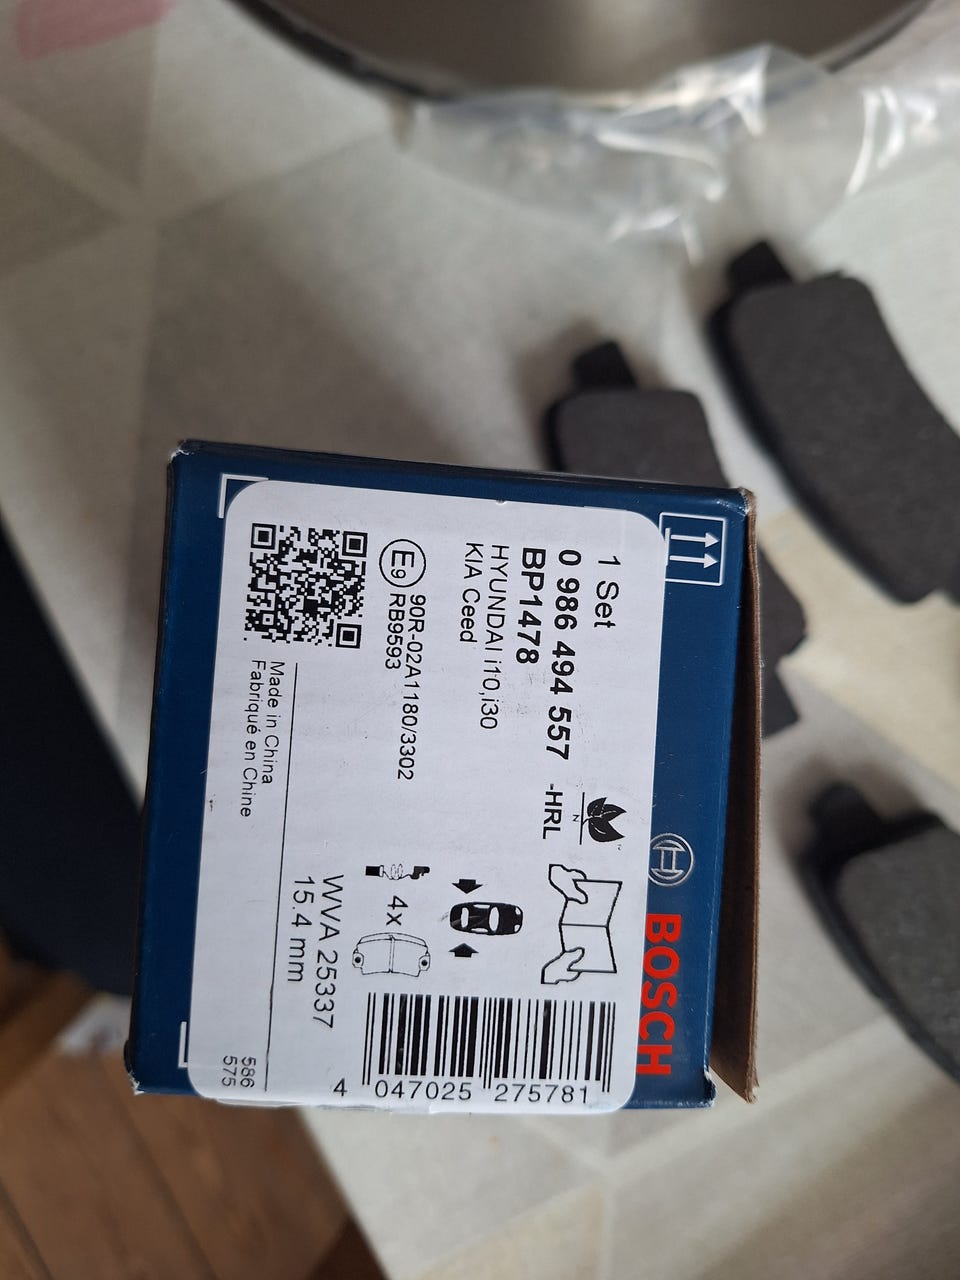 BOSCH
1 Set
0 986 494 557 -HRL
BP1478
HYUNDAI i10,i30
KIA Ceed
E9 90R-02A1180/3302
RB9593
4x
WVA 25337
15.4 mm
Made in China
Fabriqué en Chine
586
575
4 047025 275781
N